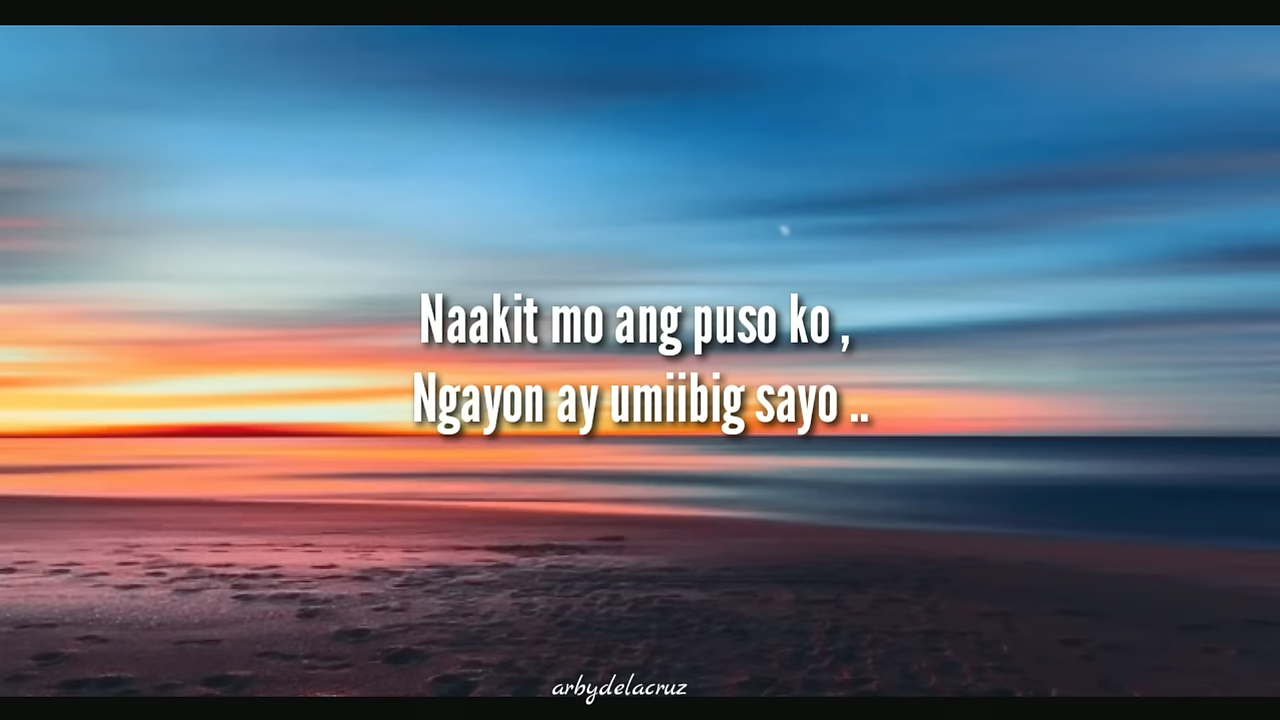 Naakit mo ang puso ko ,
Ngayon ay umiibig sayo ..
arbydelacruz